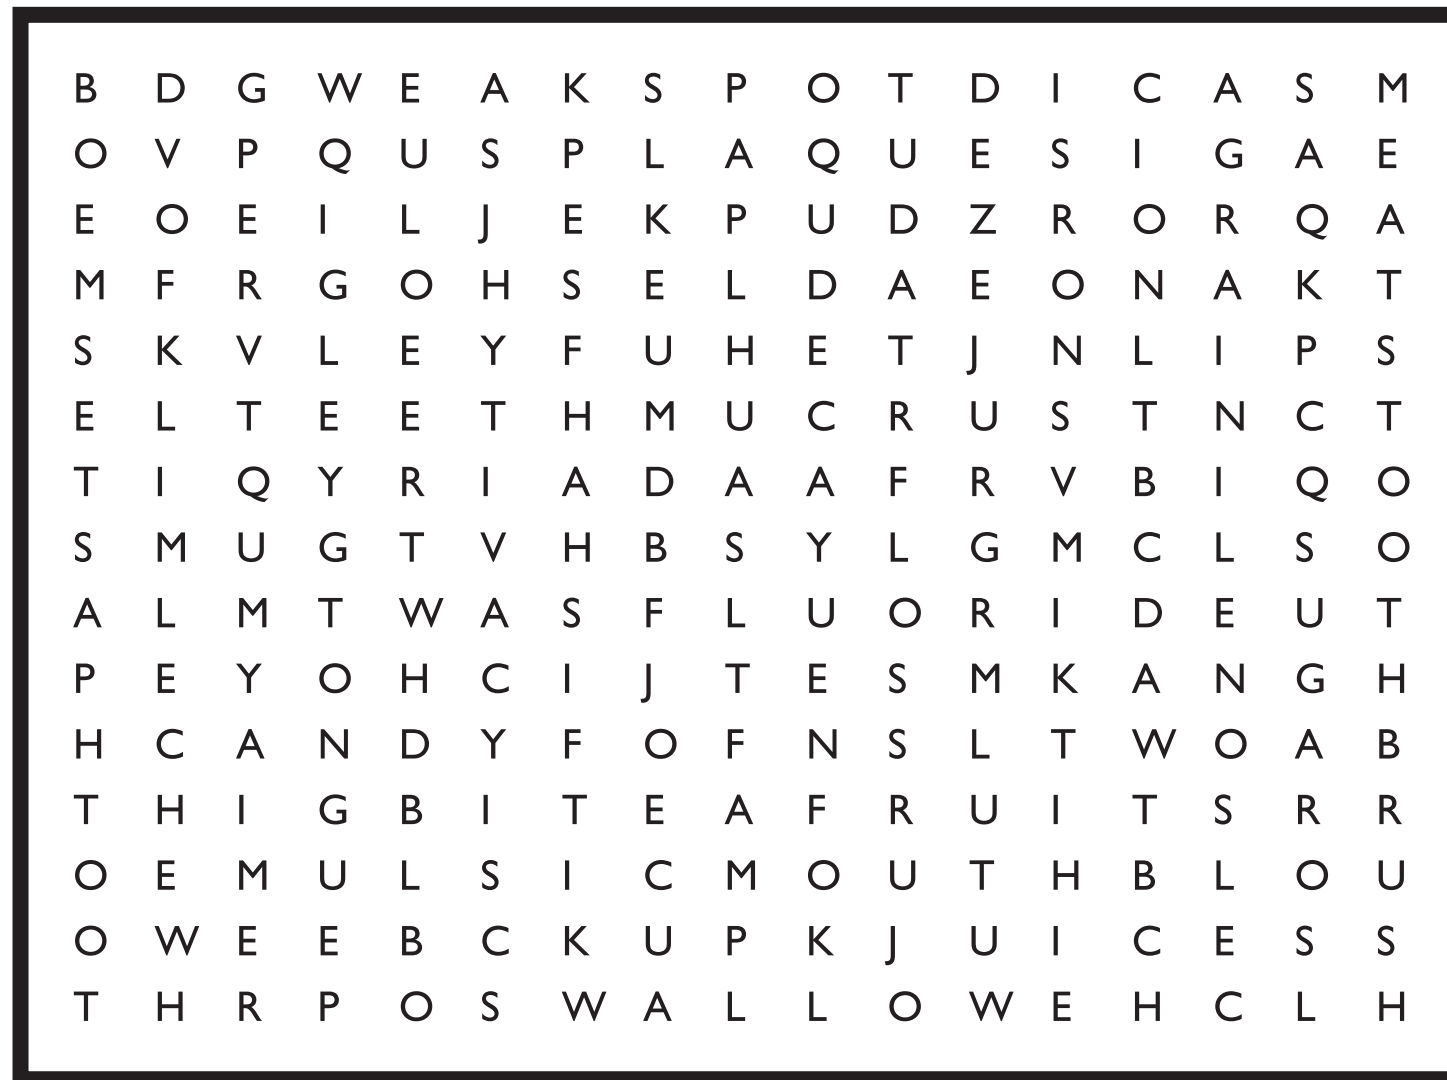 B D G W E A K S P O T D I C A S M
O V P Q U S P L A Q U E S I G A E
E O E I L J E K P U D Z R O R Q A
M F R G O H S E L D A E O N A K T
S K V L E Y F U H E T J N L I P S
E L T E E T H M U C R U S T N C T
T I Q Y R I A D A A F R V B I Q O
S M U G T V H B S Y L G M C L S O
A L M T W A S F L U O R I D E U T
P E Y O H C I J T E S M K A N G H
H C A N D Y F O F N S L T W O A B
T H I G B I T E A F R U I T S R R
O E M U L S I C M O U T H B L O U
O W E E B C K U P K J U I C E S S
T H R P O S W A L L O W E H C L H